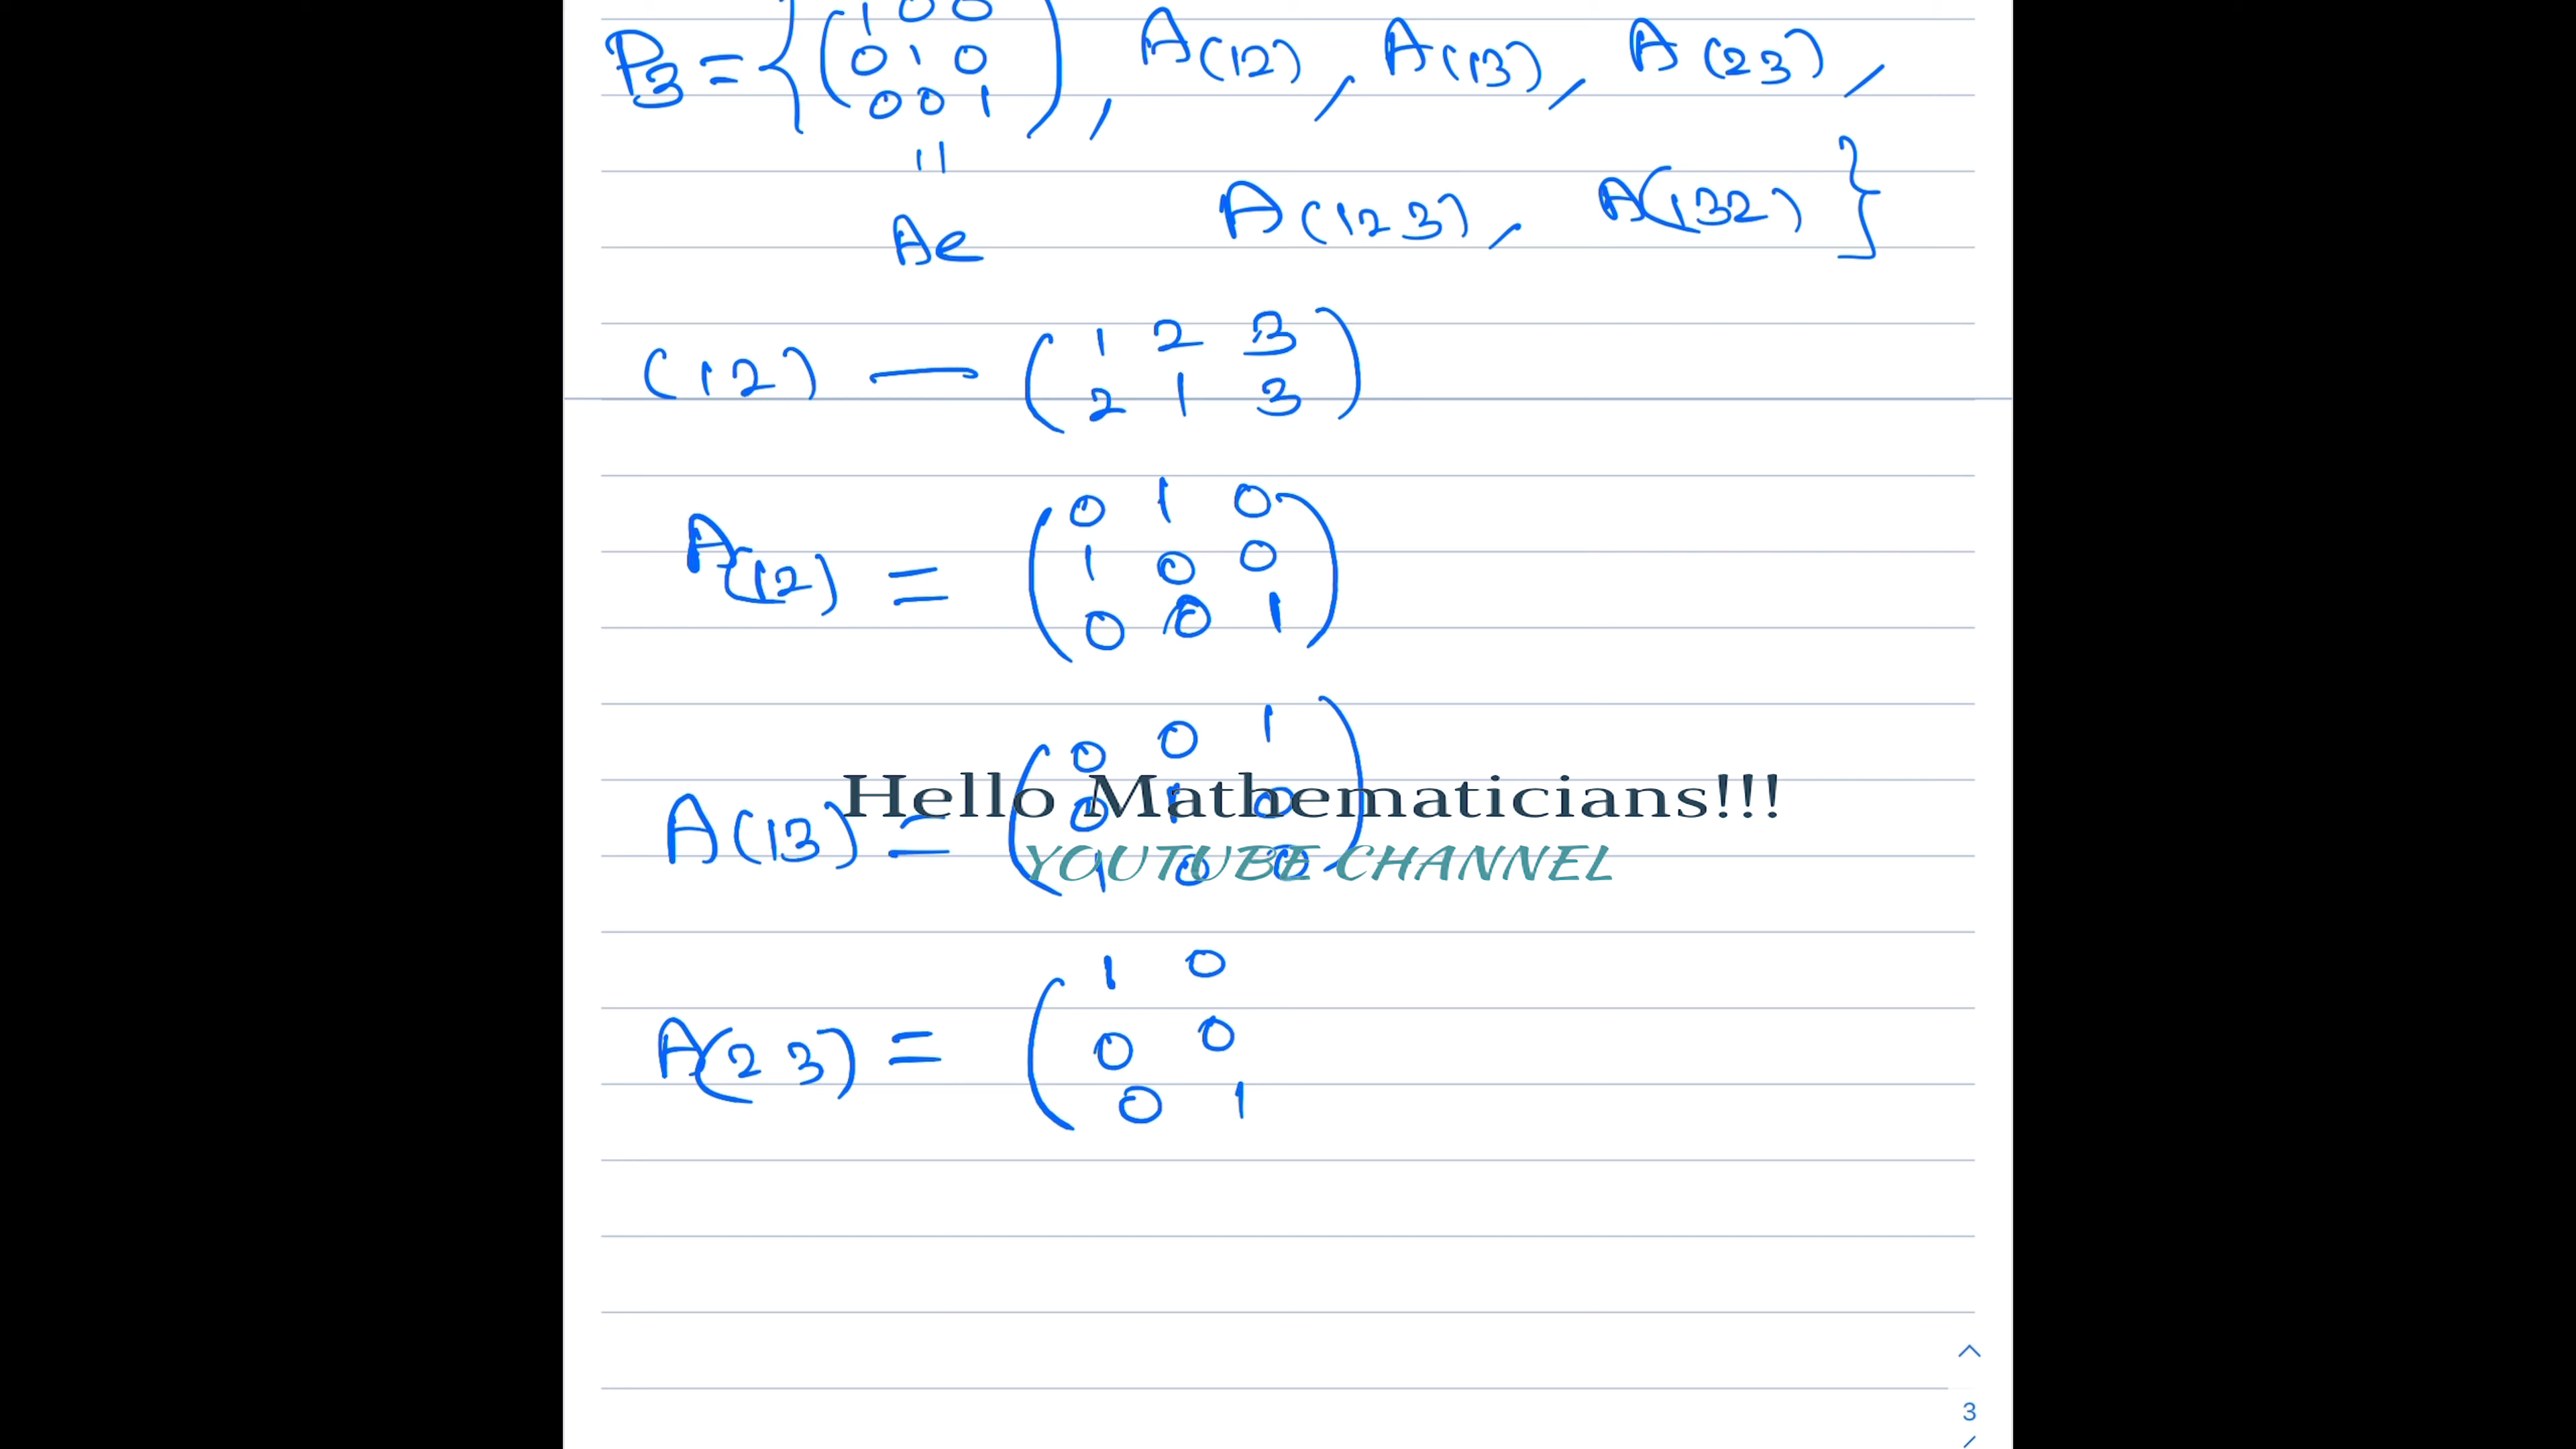 1 0 0
P3 = { ( 0 1 0 ) , A(12) , A(13) , A(23) ,
0 0 1
||
Ae A(123) , A(132) }
(12) — ( 1 2 3
2 1 3 )
0 1 0
A(12) = ( 1 0 0 )
0 0 1
0 0 1
A(13) = ( 0 1 0 )
1 0 0
Hello Mathematicians!!!
YOUTUBE CHANNEL
1 0
A(23) = ( 0 0
0 1
3